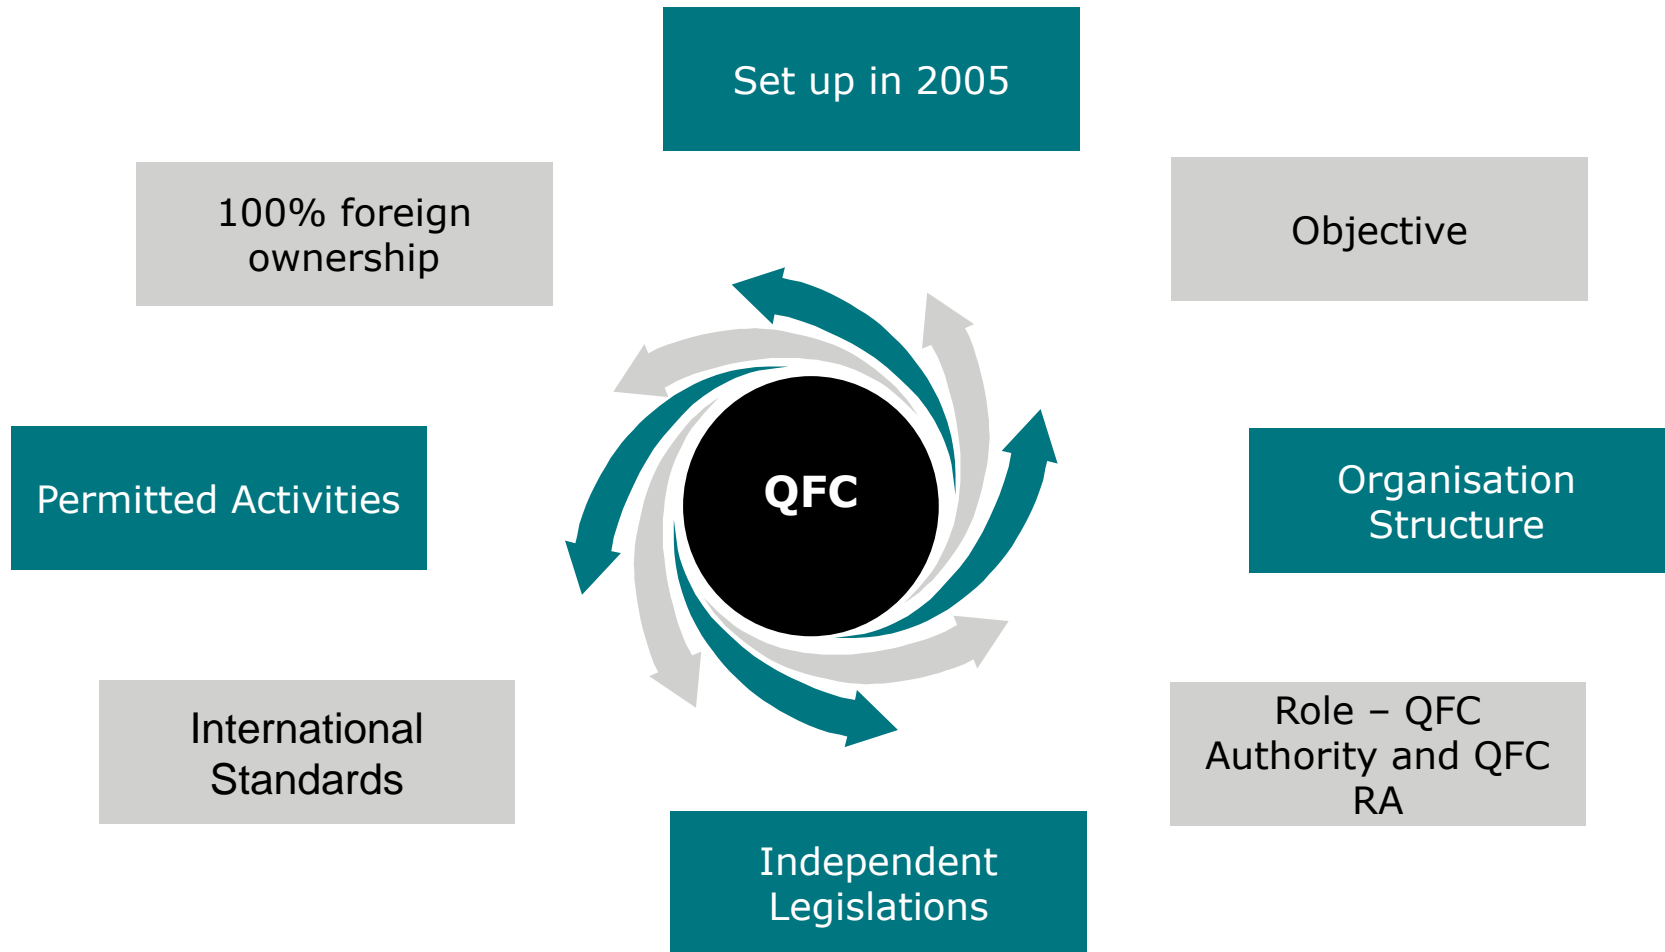 Set up in 2005
100% foreign
ownership
Objective
Permitted Activities
QFC
Organisation
Structure
International
Standards
Role – QFC
Authority and QFC
RA
Independent
Legislations